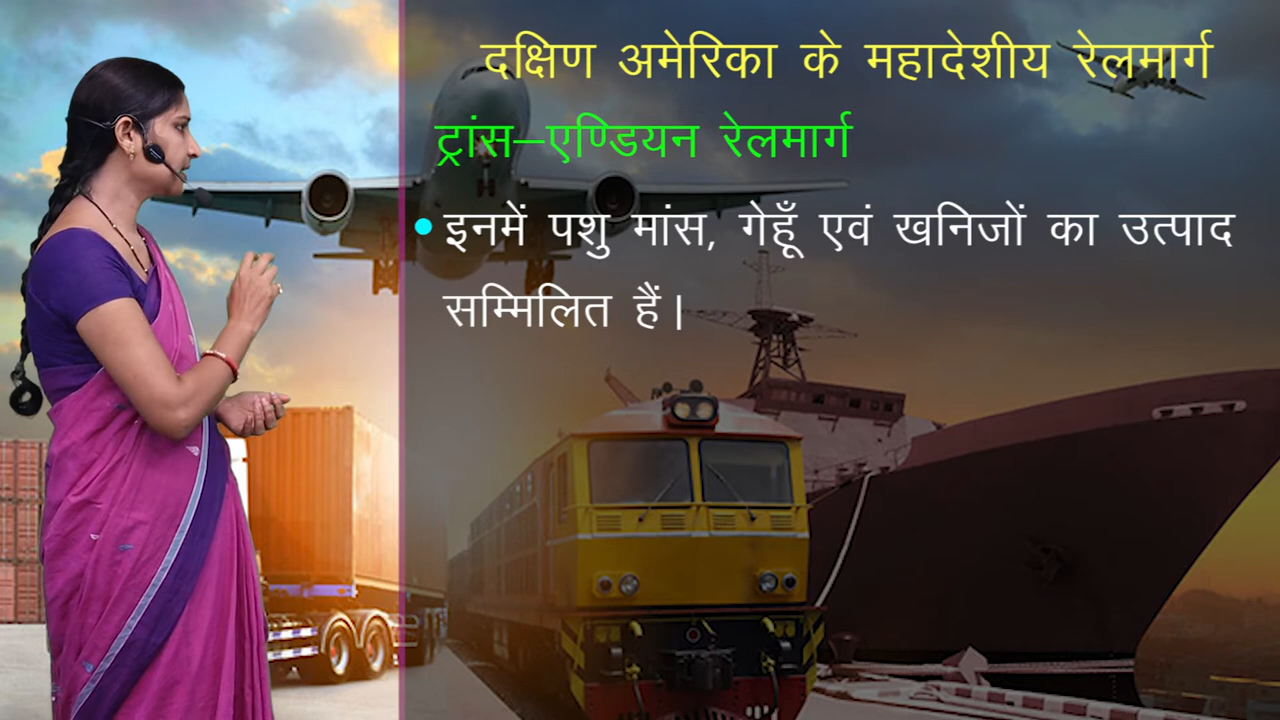 दक्षिण अमेरिका के महादेशीय रेलमार्ग
ट्रांस–एण्डियन रेलमार्ग
• इनमें पशु मांस, गेहूँ एवं खनिजों का उत्पाद
सम्मिलित हैं।